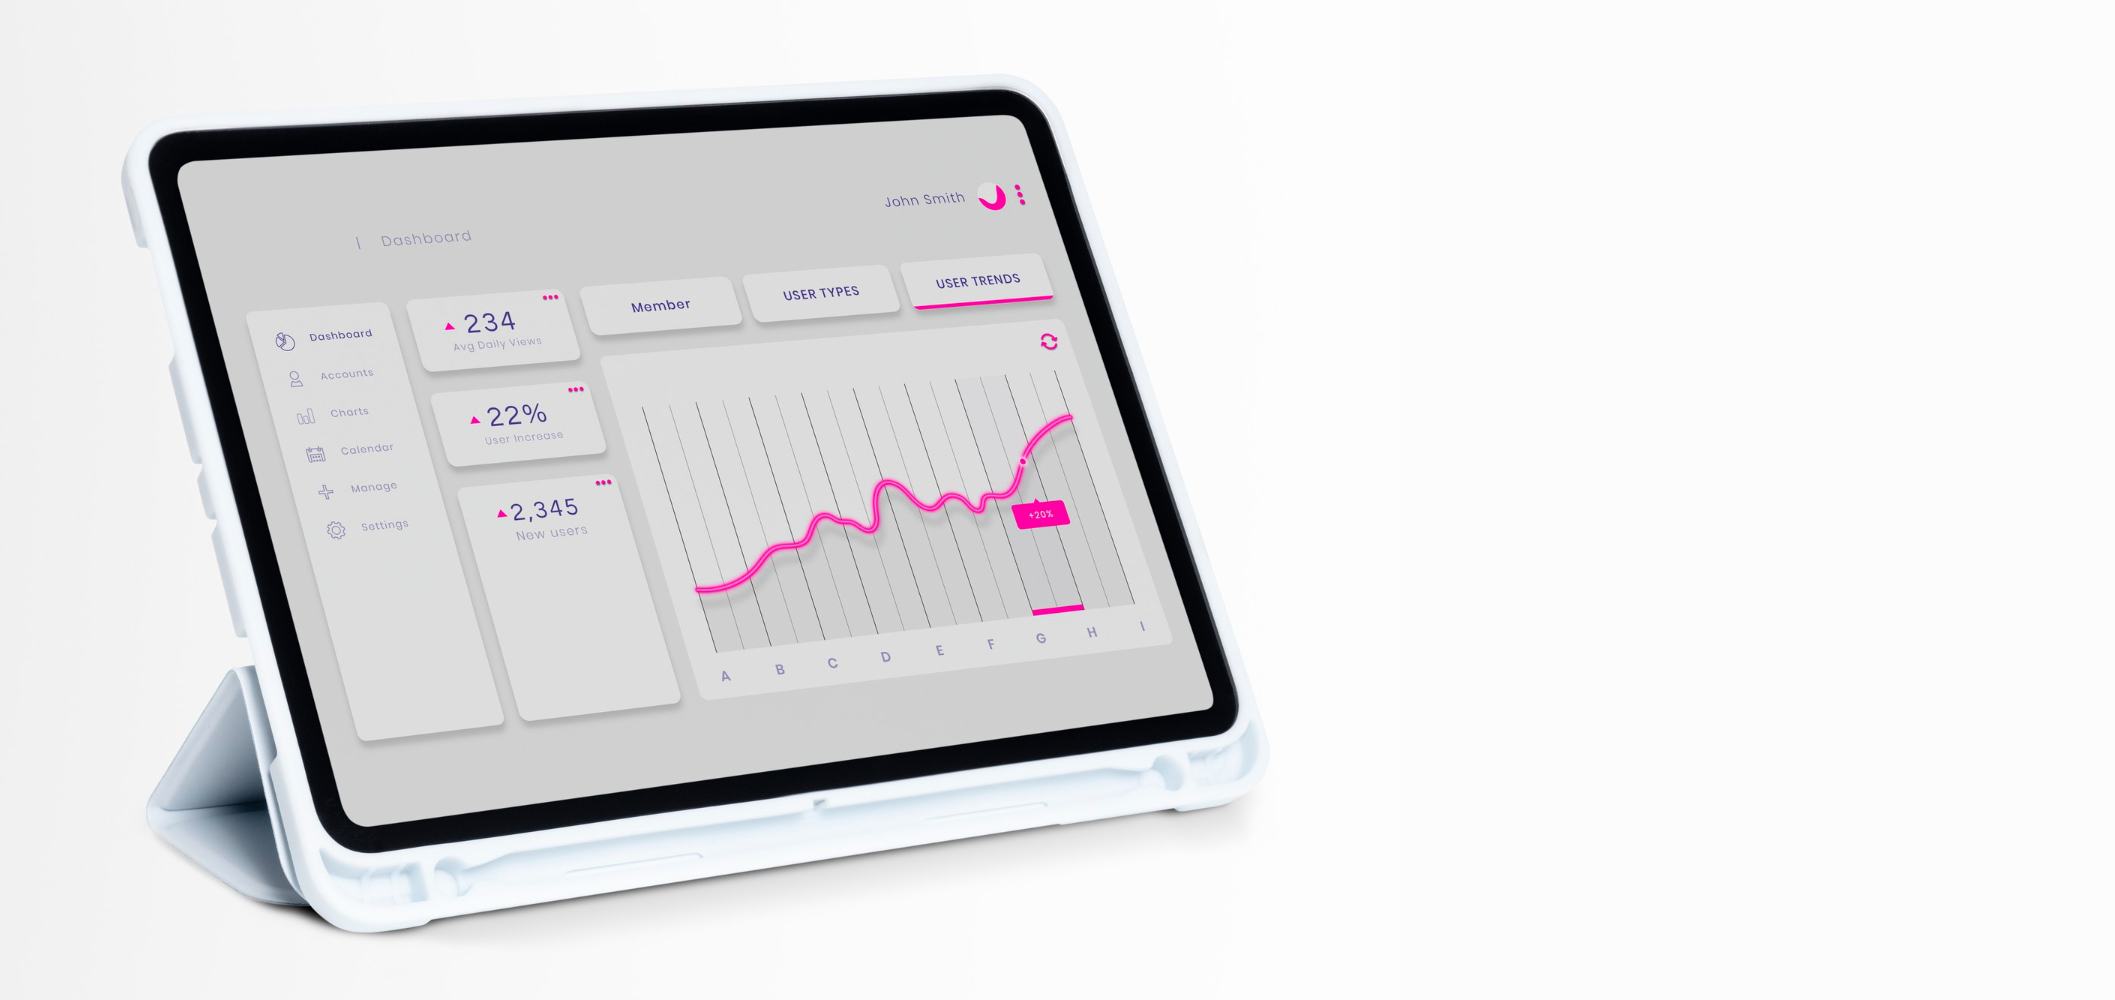 John Smith
| Dashboard
Dashboard
Accounts
Charts
Calendar
Manage
Settings
234
Avg Daily Views
22%
User Increase
2,345
New users
Member
USER TYPES
USER TRENDS
+20%
A B C D E F G H I